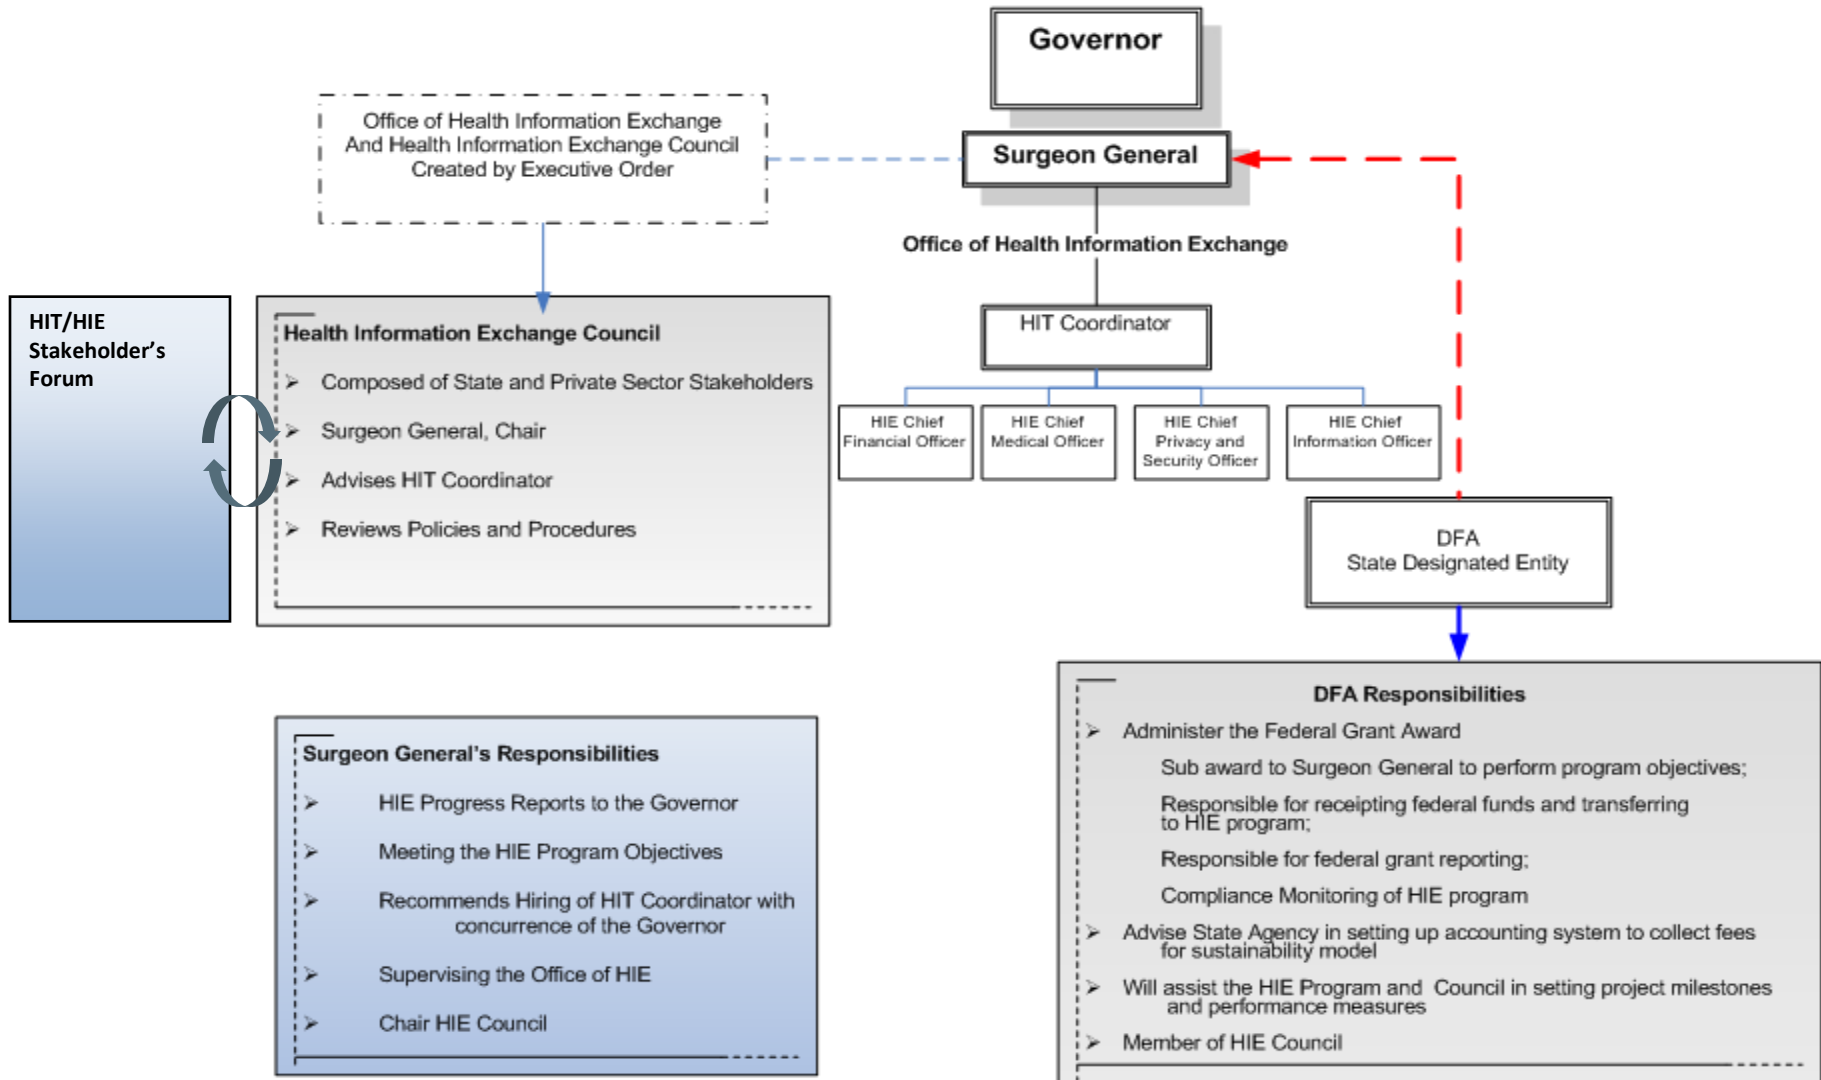 Governor
Office of Health Information Exchange
And Health Information Exchange Council
Created by Executive Order
Surgeon General
Office of Health Information Exchange
HIT/HIE
Stakeholder’s
Forum
Health Information Exchange Council
➢ Composed of State and Private Sector Stakeholders
➢ Surgeon General, Chair
➢ Advises HIT Coordinator
➢ Reviews Policies and Procedures
HIT Coordinator
HIE Chief
Financial Officer
HIE Chief
Medical Officer
HIE Chief
Privacy and
Security Officer
HIE Chief
Information Officer
DFA
State Designated Entity
Surgeon General’s Responsibilities
➢ HIE Progress Reports to the Governor
➢ Meeting the HIE Program Objectives
➢ Recommends Hiring of HIT Coordinator with
concurrence of the Governor
➢ Supervising the Office of HIE
➢ Chair HIE Council
DFA Responsibilities
➢ Administer the Federal Grant Award
Sub award to Surgeon General to perform program objectives;
Responsible for receipting federal funds and transferring
to HIE program;
Responsible for federal grant reporting;
Compliance Monitoring of HIE program
➢ Advise State Agency in setting up accounting system to collect fees
for sustainability model
➢ Will assist the HIE Program and Council in setting project milestones
and performance measures
➢ Member of HIE Council